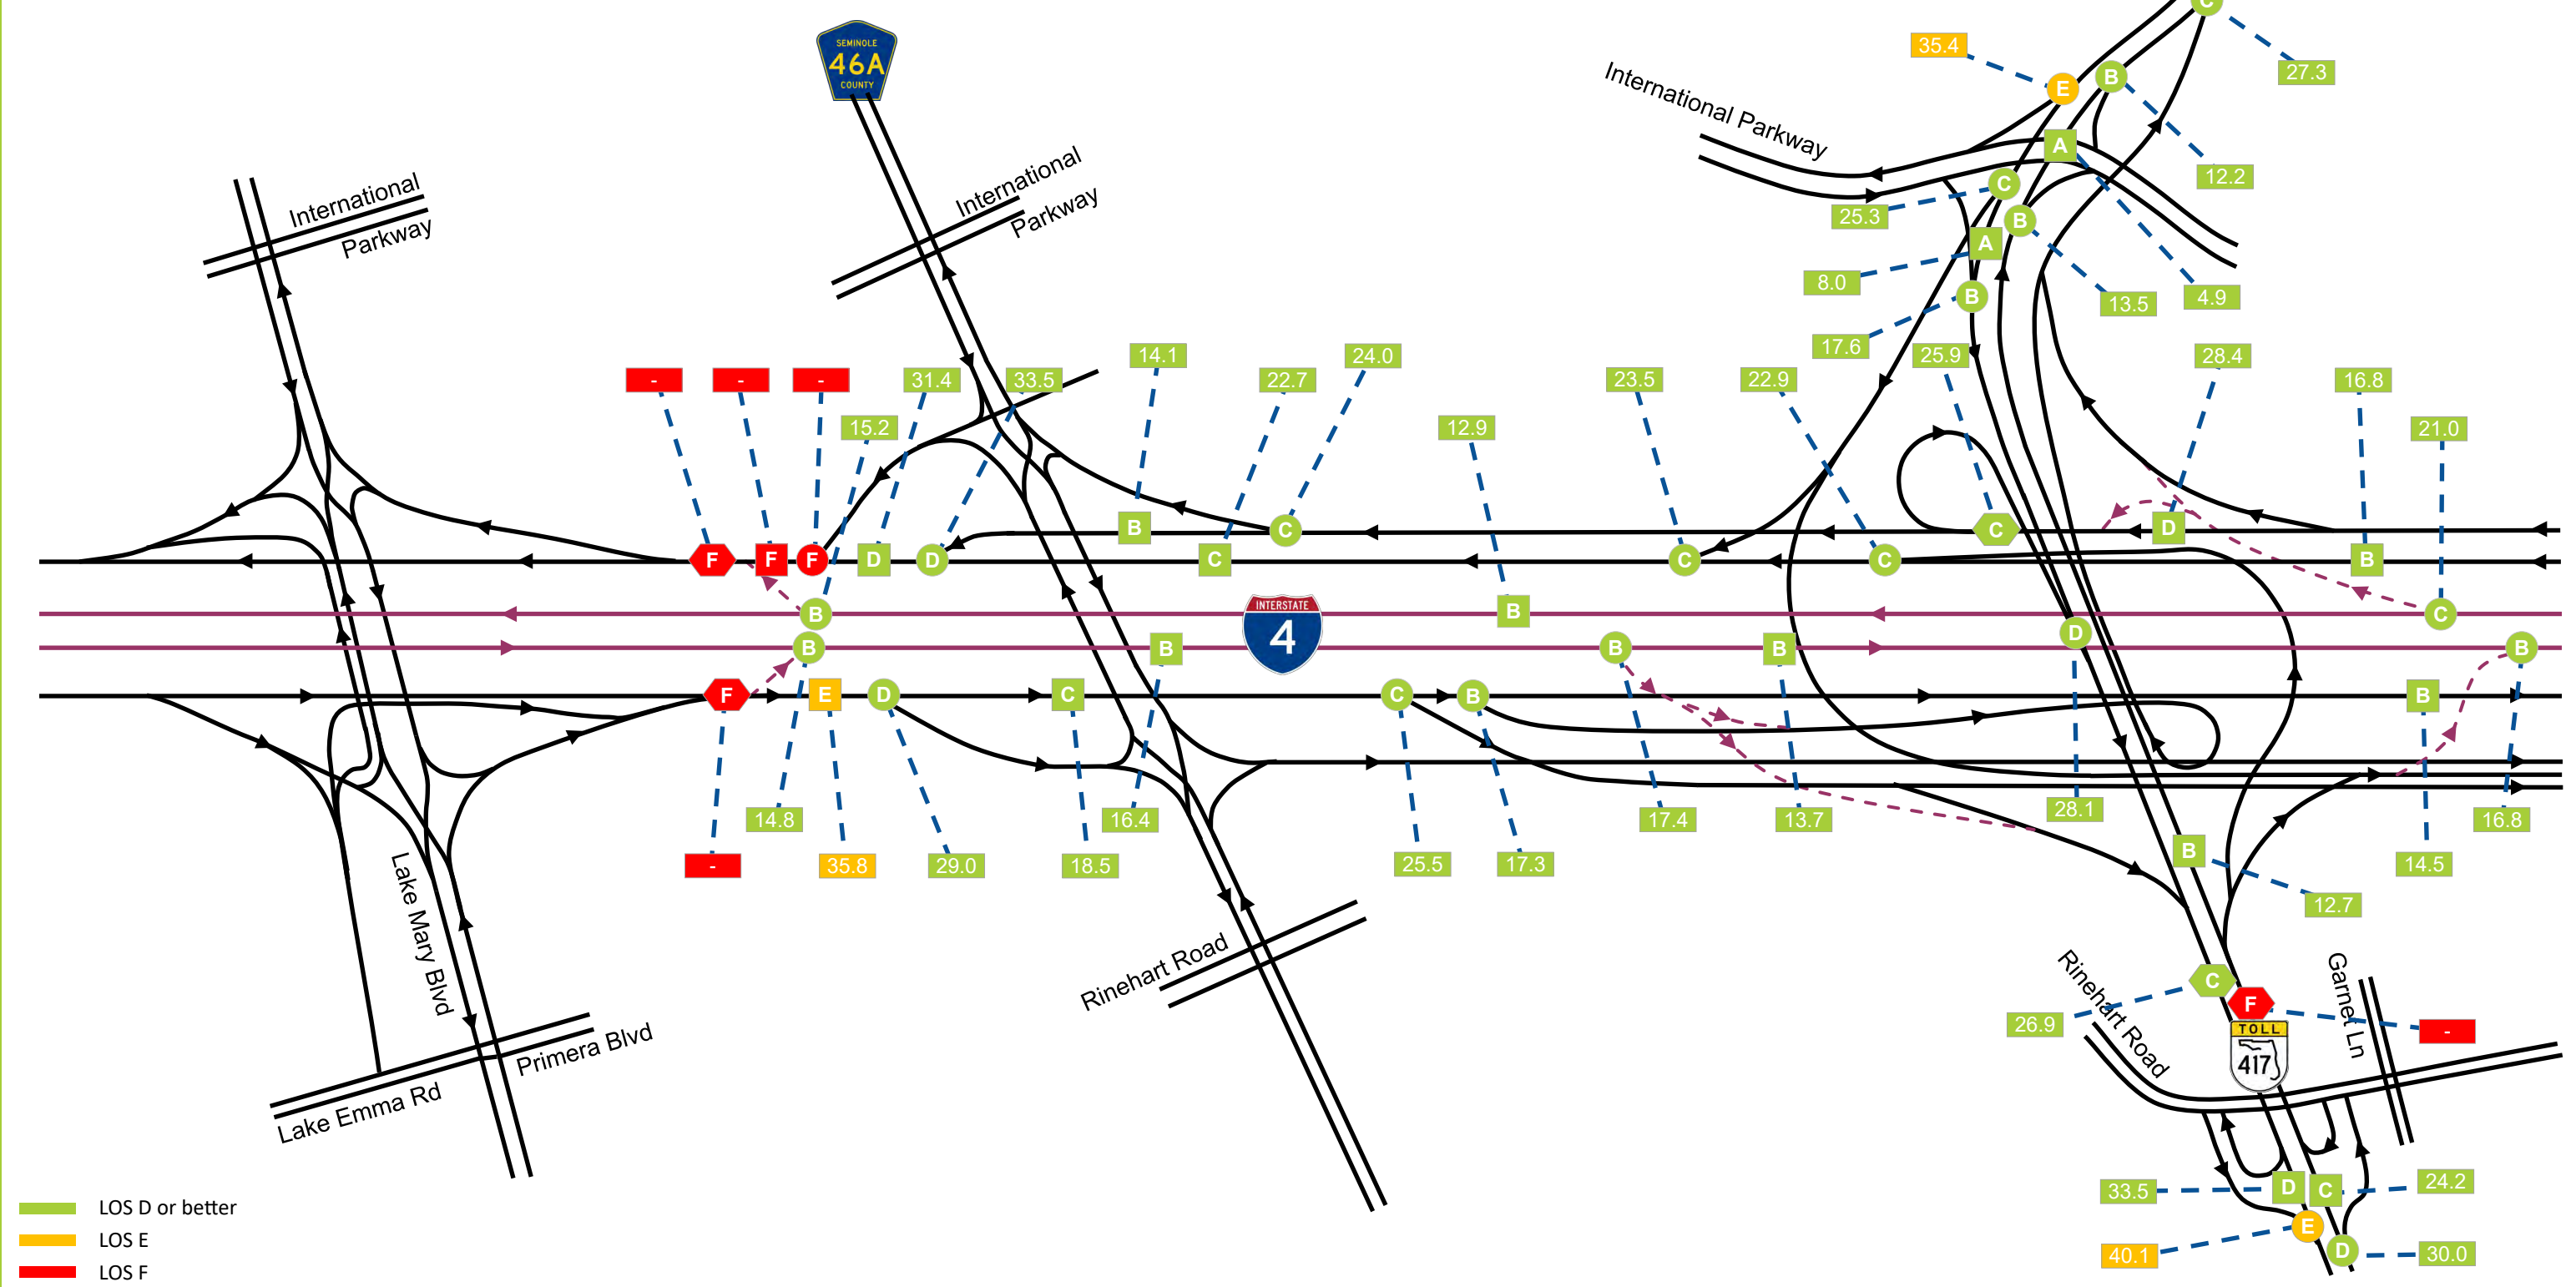 C
SEMINOLE
46A
COUNTY
35.4
E
B
27.3
International Parkway
A
12.2
International
Parkway
International
Parkway
C
25.3
B
A
8.0
13.5
4.9
B
17.6
-
-
-
31.4
33.5
14.1
22.7
24.0
23.5
22.9
25.9
28.4
16.8
15.2
12.9
21.0
B
C
C
D
F
F
F
D
D
C
C
C
B
B
B
C
INTERSTATE
4
D
B
B
B
B
B
F
E
D
C
C
B
B
14.8
16.4
17.4
13.7
28.1
16.8
-
35.8
29.0
18.5
25.5
17.3
B
14.5
12.7
Lake Mary Blvd
Rinehart Road
C
F
26.9
-
Rinehart Road
Garnet Ln
TOLL
417
Primera Blvd
Lake Emma Rd
33.5
D
C
24.2
E
40.1
D
30.0
LOS D or better
LOS E
LOS F